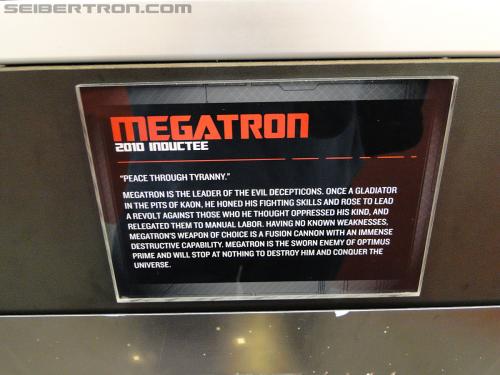 SEIBERTRON.COM
MEGATRON
2010 INDUCTEE
"PEACE THROUGH TYRANNY."
MEGATRON IS THE LEADER OF THE EVIL DECEPTICONS. ONCE A GLADIATOR
IN THE PITS OF KAON, HE HONED HIS FIGHTING SKILLS AND ROSE TO LEAD
A REVOLT AGAINST THOSE WHO HE THOUGHT OPPRESSED HIS KIND, AND
RELEGATED THEM TO MANUAL LABOR. HAVING NO KNOWN WEAKNESSES,
MEGATRON'S WEAPON OF CHOICE IS A FUSION CANNON WITH AN IMMENSE
DESTRUCTIVE CAPABILITY. MEGATRON IS THE SWORN ENEMY OF OPTIMUS
PRIME AND WILL STOP AT NOTHING TO DESTROY HIM AND CONQUER THE
UNIVERSE.